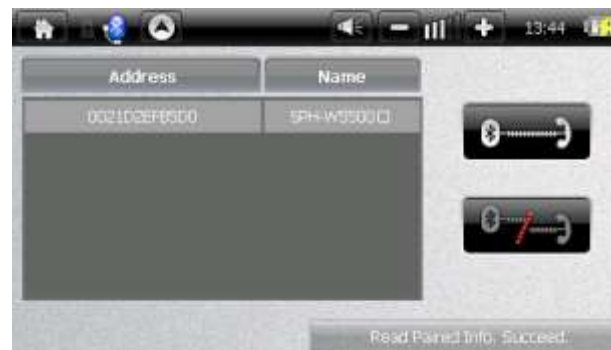 13:44
Address Name
0021D2EFB5D0 SPH-W5500□
Read Paired Info. Succeed.